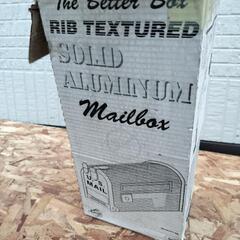 The Better Box
RIB TEXTURED
SOLID
ALUMINUM
Mailbox
U.S.
MAIL